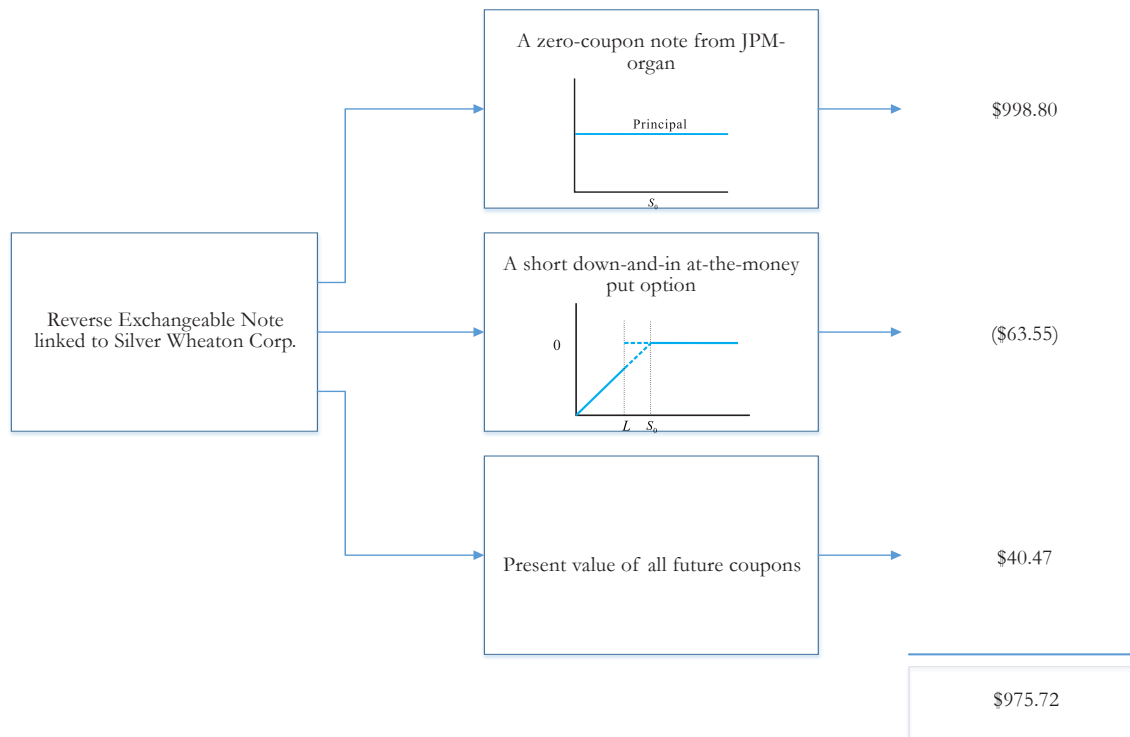 A zero-coupon note from JPM-
organ
Principal
S₀
$998.80
Reverse Exchangeable Note
linked to Silver Wheaton Corp.
A short down-and-in at-the-money
put option
0
L S₀
($63.55)
Present value of all future coupons
$40.47
$975.72